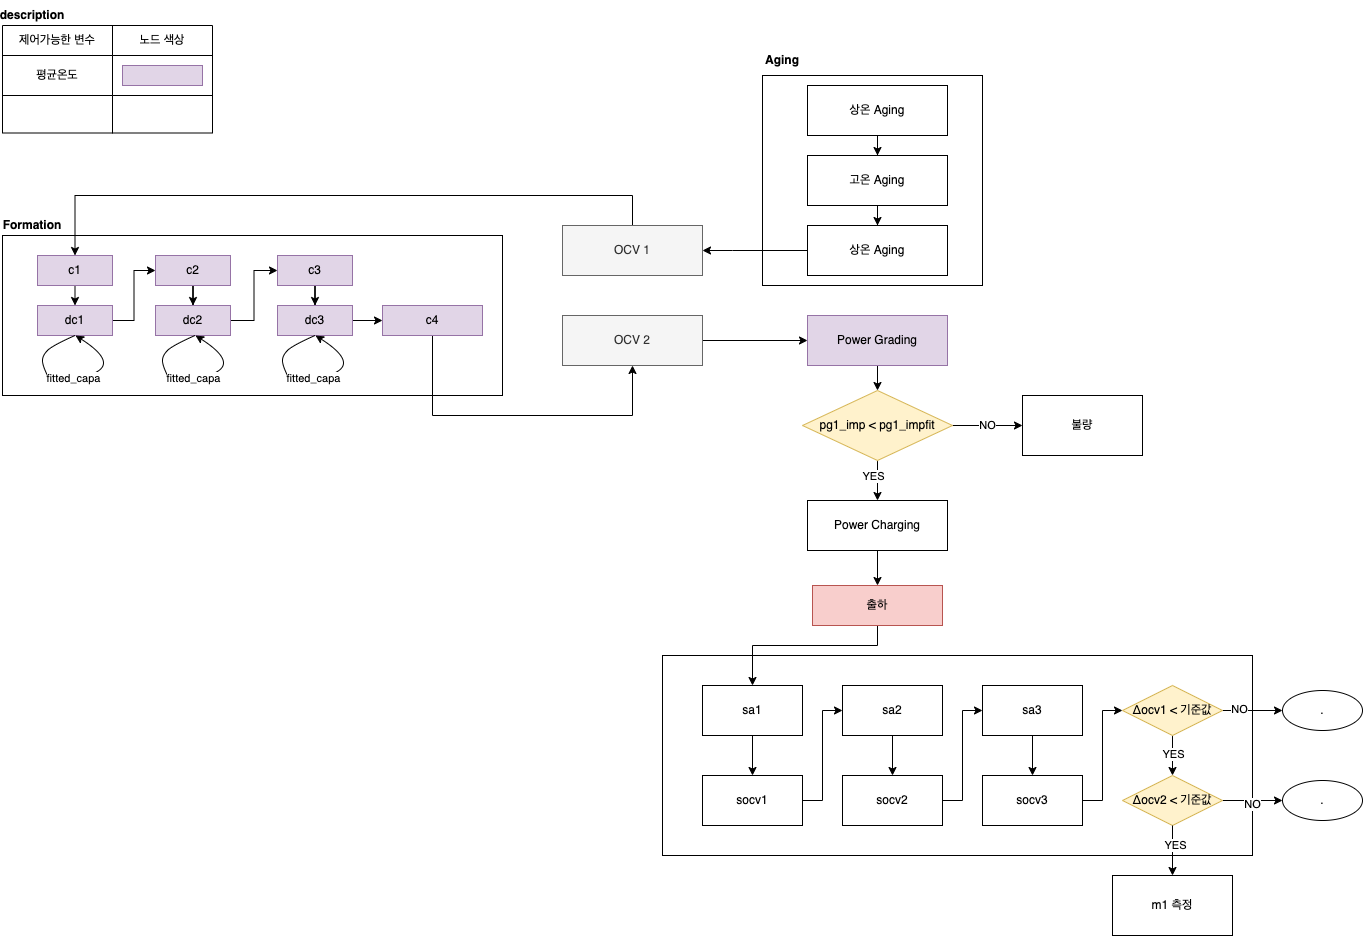 description
제어가능한 변수
노드 색상
평균온도
Aging
상온 Aging
고온 Aging
상온 Aging
OCV 1
Formation
c1
c2
c3
dc1
dc2
dc3
c4
fitted_capa
fitted_capa
fitted_capa
OCV 2
Power Grading
pg1_imp < pg1_impfit
NO
불량
YES
Power Charging
출하
sa1
sa2
sa3
Δocv1 < 기준값
NO
.
YES
socv1
socv2
socv3
Δocv2 < 기준값
NO
.
YES
m1 측정